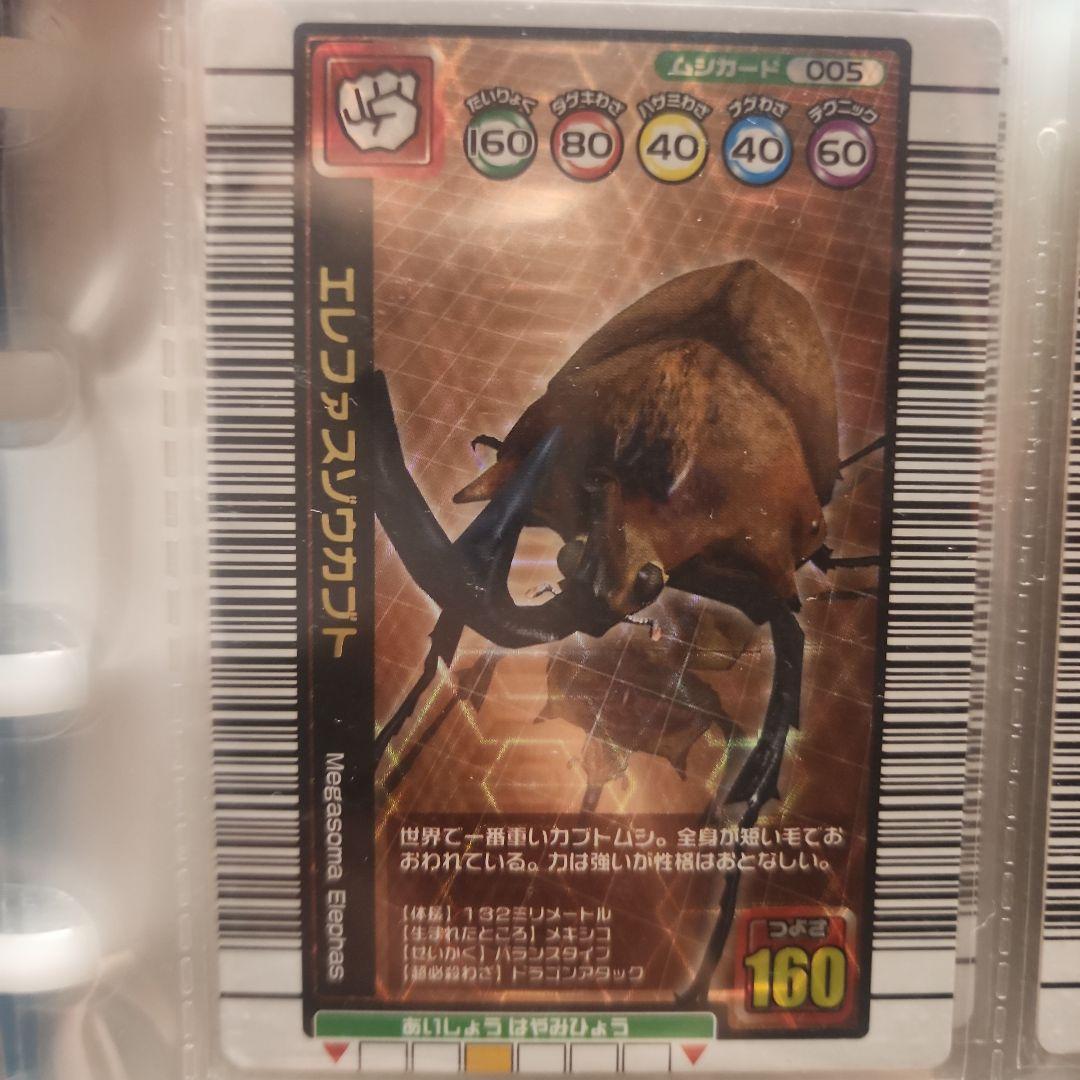 ムシカード 005
たいりょく ダゲキわざ ハサミわざ ナゲわざ テクニック
160 80 40 40 60
エレファスゾウカブト
Megasoma Elephas
世界で一番重いカブトムシ。全身が短い毛でお
おわれている。力は強いが性格はおとなしい。
【体長】132ミリメートル
【生まれたところ】メキシコ
【せいかく】バランスタイプ
【超必殺わざ】ドラゴンアタック
つよさ
160
あいしょうはやみひょう